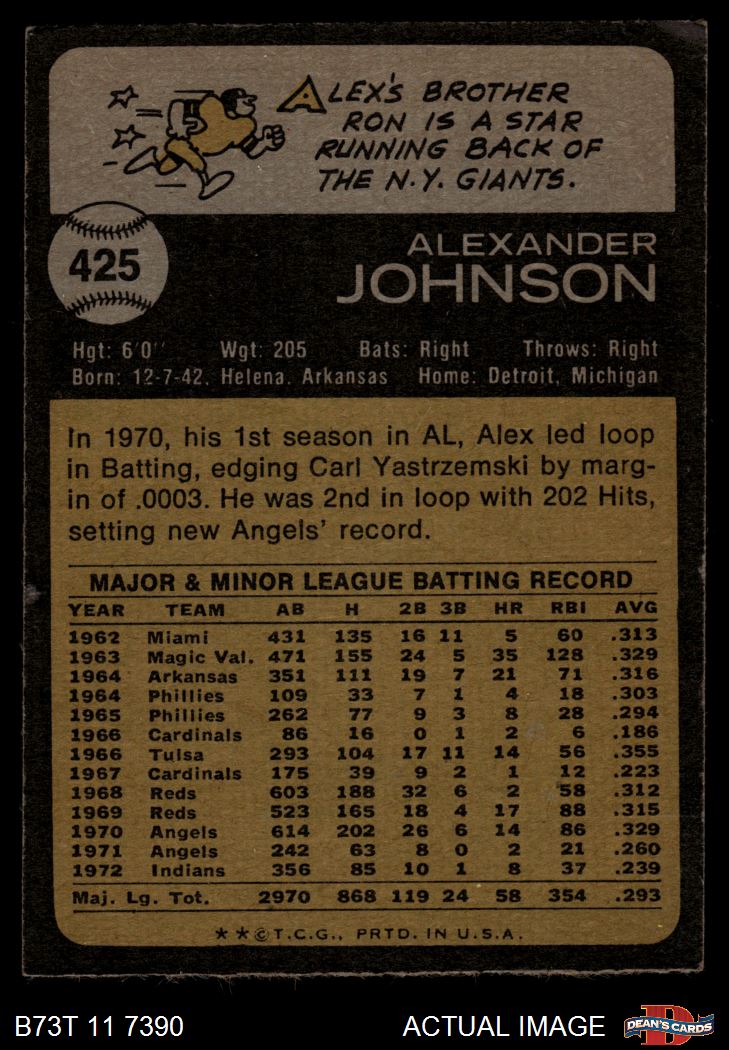 ALEX'S BROTHER
RON IS A STAR
RUNNING BACK OF
THE N.Y. GIANTS.
425
ALEXANDER
JOHNSON
Hgt: 6'0" Wgt: 205 Bats: Right Throws: Right
Born: 12-7-42, Helena, Arkansas Home: Detroit, Michigan
In 1970, his 1st season in AL, Alex led loop
in Batting, edging Carl Yastrzemski by marg-
in of .0003. He was 2nd in loop with 202 Hits,
setting new Angels' record.
MAJOR & MINOR LEAGUE BATTING RECORD
YEAR TEAM AB H 2B 3B HR RBI AVG
1962 Miami 431 135 16 11 5 60 .313
1963 Magic Val. 471 155 24 5 35 128 .329
1964 Arkansas 351 111 19 7 21 71 .316
1964 Phillies 109 33 7 1 4 18 .303
1965 Phillies 262 77 9 3 8 28 .294
1966 Cardinals 86 16 0 1 2 6 .186
1966 Tulsa 293 104 17 11 14 56 .355
1967 Cardinals 175 39 9 2 1 12 .223
1968 Reds 603 188 32 6 2 58 .312
1969 Reds 523 165 18 4 17 88 .315
1970 Angels 614 202 26 6 14 86 .329
1971 Angels 242 63 8 0 2 21 .260
1972 Indians 356 85 10 1 8 37 .239
Maj. Lg. Tot. 2970 868 119 24 58 354 .293
**©T.C.G., PRTD. IN U.S.A.
B73T 11 7390 ACTUAL IMAGE
D
DEAN'S CARDS